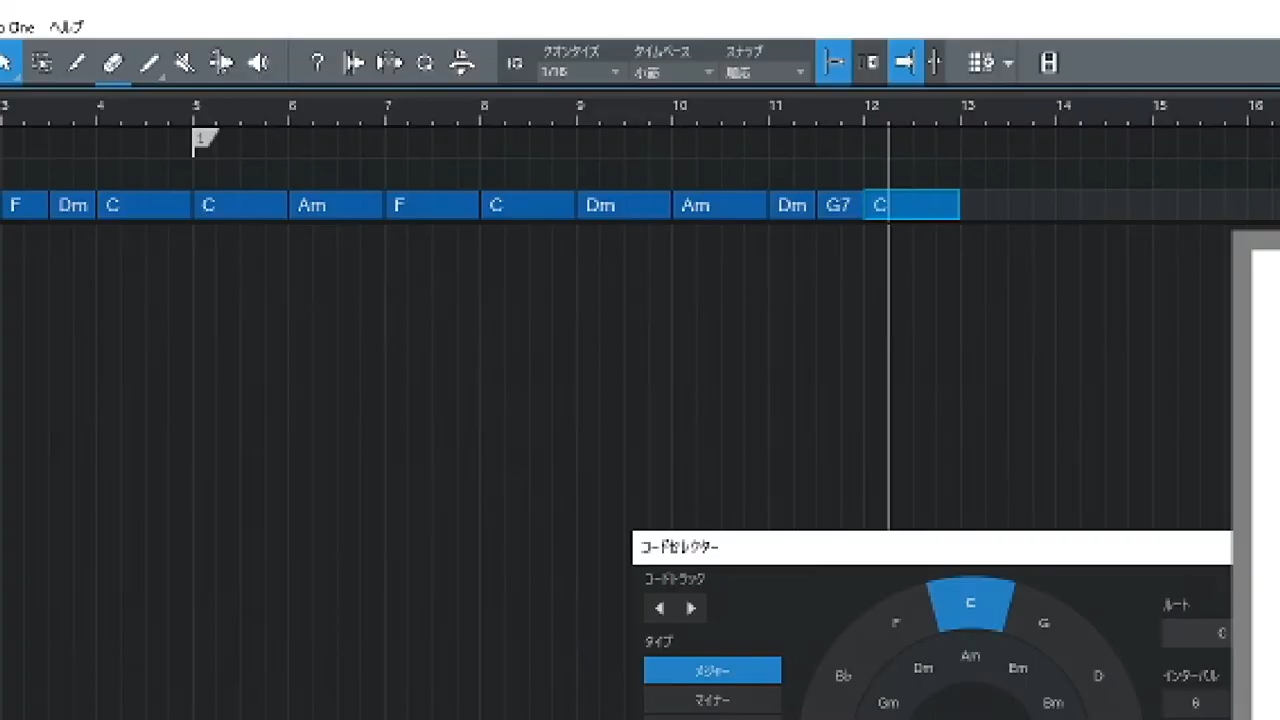 o One ヘルプ
クオンタイズ タイムベース スナップ
? IQ 1/16 小節
3 4 5 6 7 8 9 10 11 12 13 14 15 16
1
F Dm C C Am F C Dm Am Dm G7 C
コードセレクター
コードトラック
C
ルート
F G
C
タイプ
Am
Dm Em
メジャー
Bb D インターバル
マイナー
Gm Bm